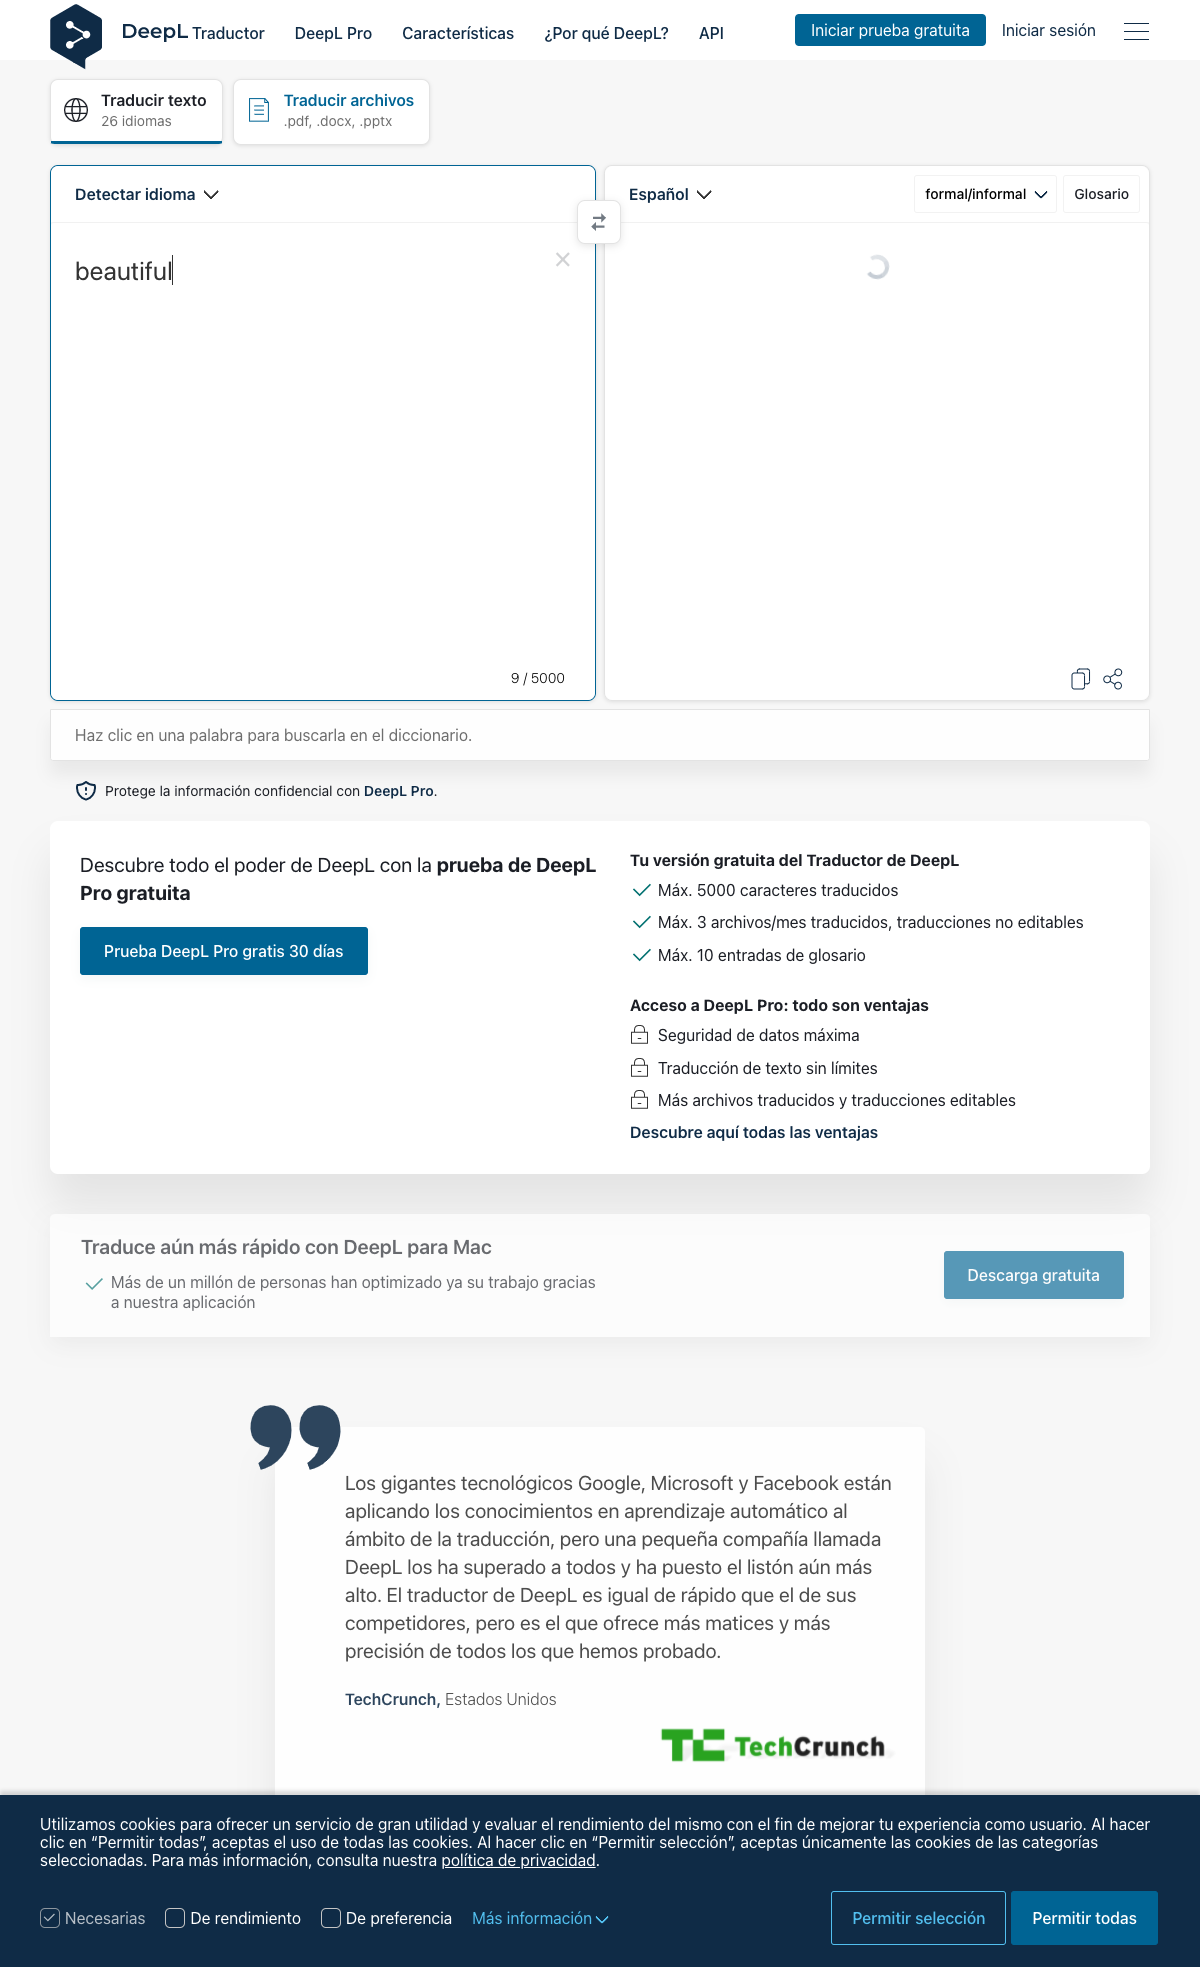 DeepL Traductor
DeepL Pro
Características
¿Por qué DeepL?
API
Iniciar prueba gratuita
Iniciar sesión
Traducir texto
26 idiomas
Traducir archivos
.pdf, .docx, .pptx
Detectar idioma
Español
formal/informal
Glosario
beautiful
9 / 5000
Haz clic en una palabra para buscarla en el diccionario.
Protege la información confidencial con DeepL Pro.
Descubre todo el poder de DeepL con la prueba de DeepL
Pro gratuita
Prueba DeepL Pro gratis 30 días
Tu versión gratuita del Traductor de DeepL
Máx. 5000 caracteres traducidos
Máx. 3 archivos/mes traducidos, traducciones no editables
Máx. 10 entradas de glosario
Acceso a DeepL Pro: todo son ventajas
Seguridad de datos máxima
Traducción de texto sin límites
Más archivos traducidos y traducciones editables
Descubre aquí todas las ventajas
Traduce aún más rápido con DeepL para Mac
Más de un millón de personas han optimizado ya su trabajo gracias
a nuestra aplicación
Descarga gratuita
Los gigantes tecnológicos Google, Microsoft y Facebook están
aplicando los conocimientos en aprendizaje automático al
ámbito de la traducción, pero una pequeña compañía llamada
DeepL los ha superado a todos y ha puesto el listón aún más
alto. El traductor de DeepL es igual de rápido que el de sus
competidores, pero es el que ofrece más matices y más
precisión de todos los que hemos probado.
TechCrunch, Estados Unidos
TC TechCrunch
Utilizamos cookies para ofrecer un servicio de gran utilidad y evaluar el rendimiento del mismo con el fin de mejorar tu experiencia como usuario. Al hacer
clic en “Permitir todas”, aceptas el uso de todas las cookies. Al hacer clic en “Permitir selección”, aceptas únicamente las cookies de las categorías
seleccionadas. Para más información, consulta nuestra política de privacidad.
Necesarias
De rendimiento
De preferencia
Más información
Permitir selección
Permitir todas